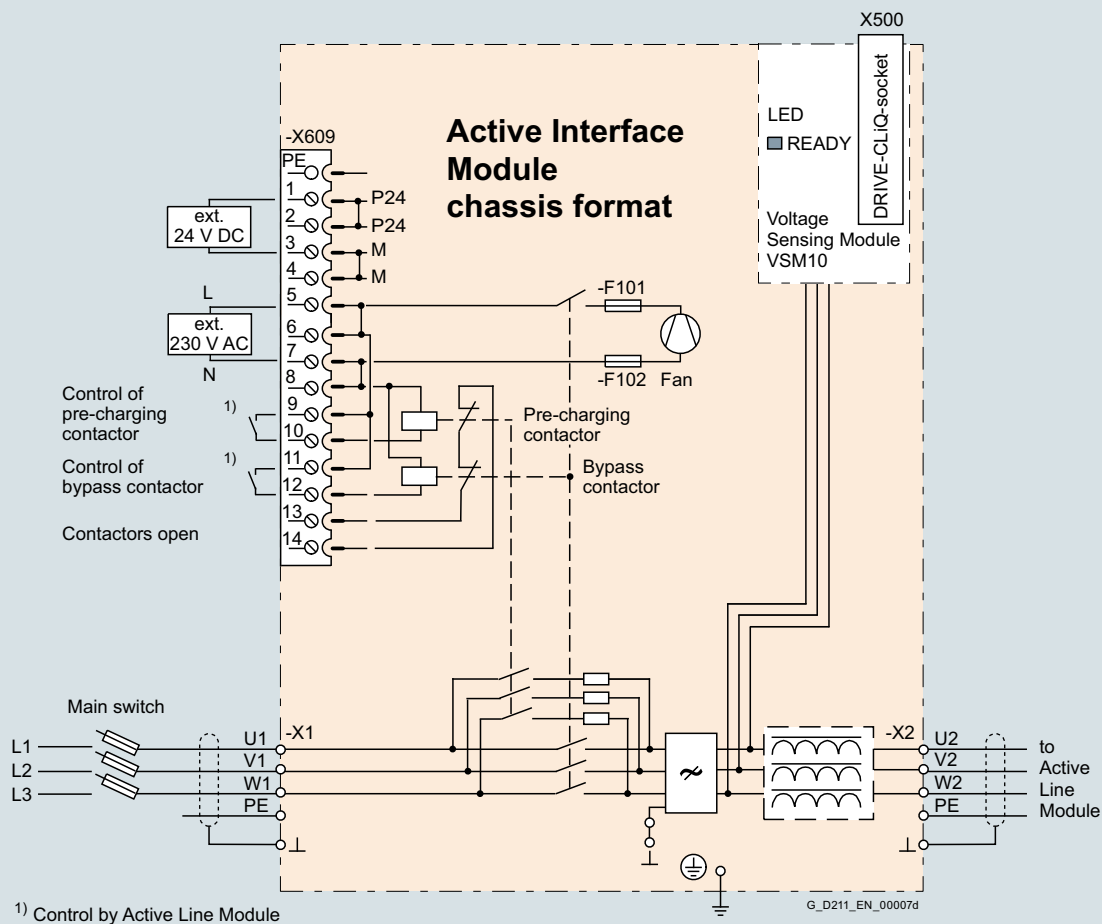 X500
DRIVE-CLiQ-socket
LED
READY
Voltage
Sensing Module
VSM10
Active Interface
Module
chassis format
-X609
PE
1
2
3
4
5
6
7
8
9
10
11
12
13
14
P24
P24
M
M
ext.
24 V DC
L
ext.
230 V AC
N
-F101
-F102
Fan
Control of
pre-charging
contactor
1)
Control of
bypass contactor
1)
Contactors open
Pre-charging
contactor
Bypass
contactor
Main switch
L1
L2
L3
U1
V1
W1
PE
-X1
-X2
U2
V2
W2
PE
to
Active
Line
Module
G_D211_EN_00007d
1) Control by Active Line Module